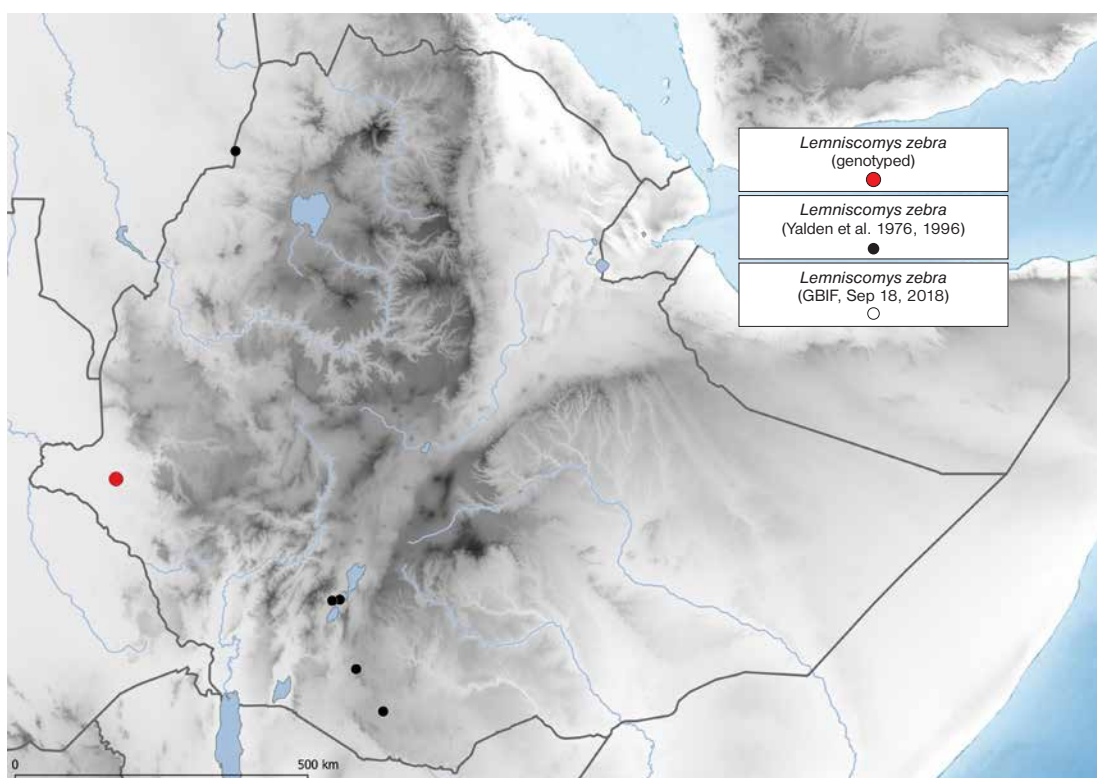 Lemniscomys zebra
(genotyped)
Lemniscomys zebra
(Yalden et al. 1976, 1996)
Lemniscomys zebra
(GBIF, Sep 18, 2018)
0 500 km